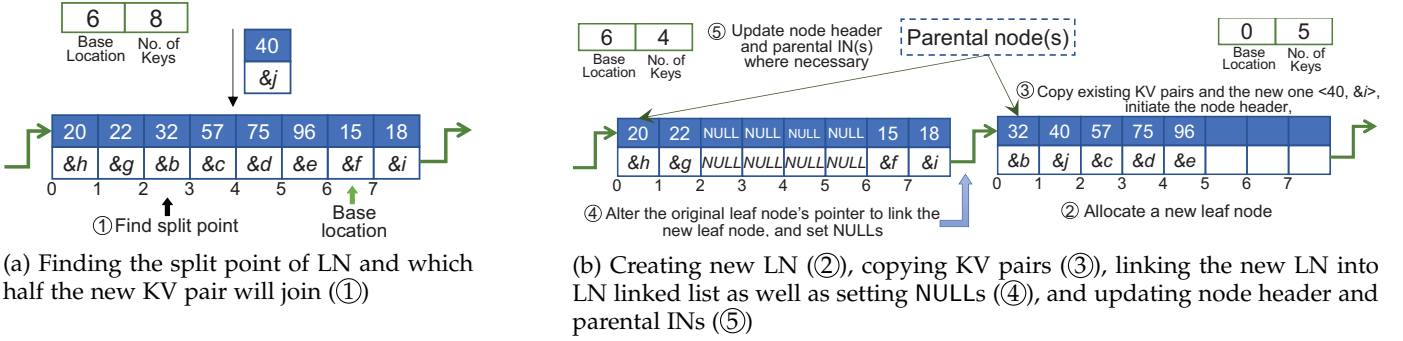 6 8
Base Location
No. of Keys
40
&j
20 22 32 57 75 96 15 18
&h &g &b &c &d &e &f &i
0 1 2 3 4 5 6 7
①Find split point
Base location
(a) Finding the split point of LN and which
half the new KV pair will join (①)
6 4
Base Location
No. of Keys
⑤ Update node header
and parental IN(s)
where necessary
Parental node(s)
0 5
Base Location
No. of Keys
③ Copy existing KV pairs and the new one <40, &i>,
initiate the node header,
20 22 NULL NULL NULL NULL 15 18
&h &g NULL NULL NULL NULL &f &i
0 1 2 3 4 5 6 7
32 40 57 75 96
&b &j &c &d &e
0 1 2 3 4 5 6 7
④ Alter the original leaf node's pointer to link the
new leaf node, and set NULLs
② Allocate a new leaf node
(b) Creating new LN (②), copying KV pairs (③), linking the new LN into
LN linked list as well as setting NULLs (④), and updating node header and
parental INs (⑤)